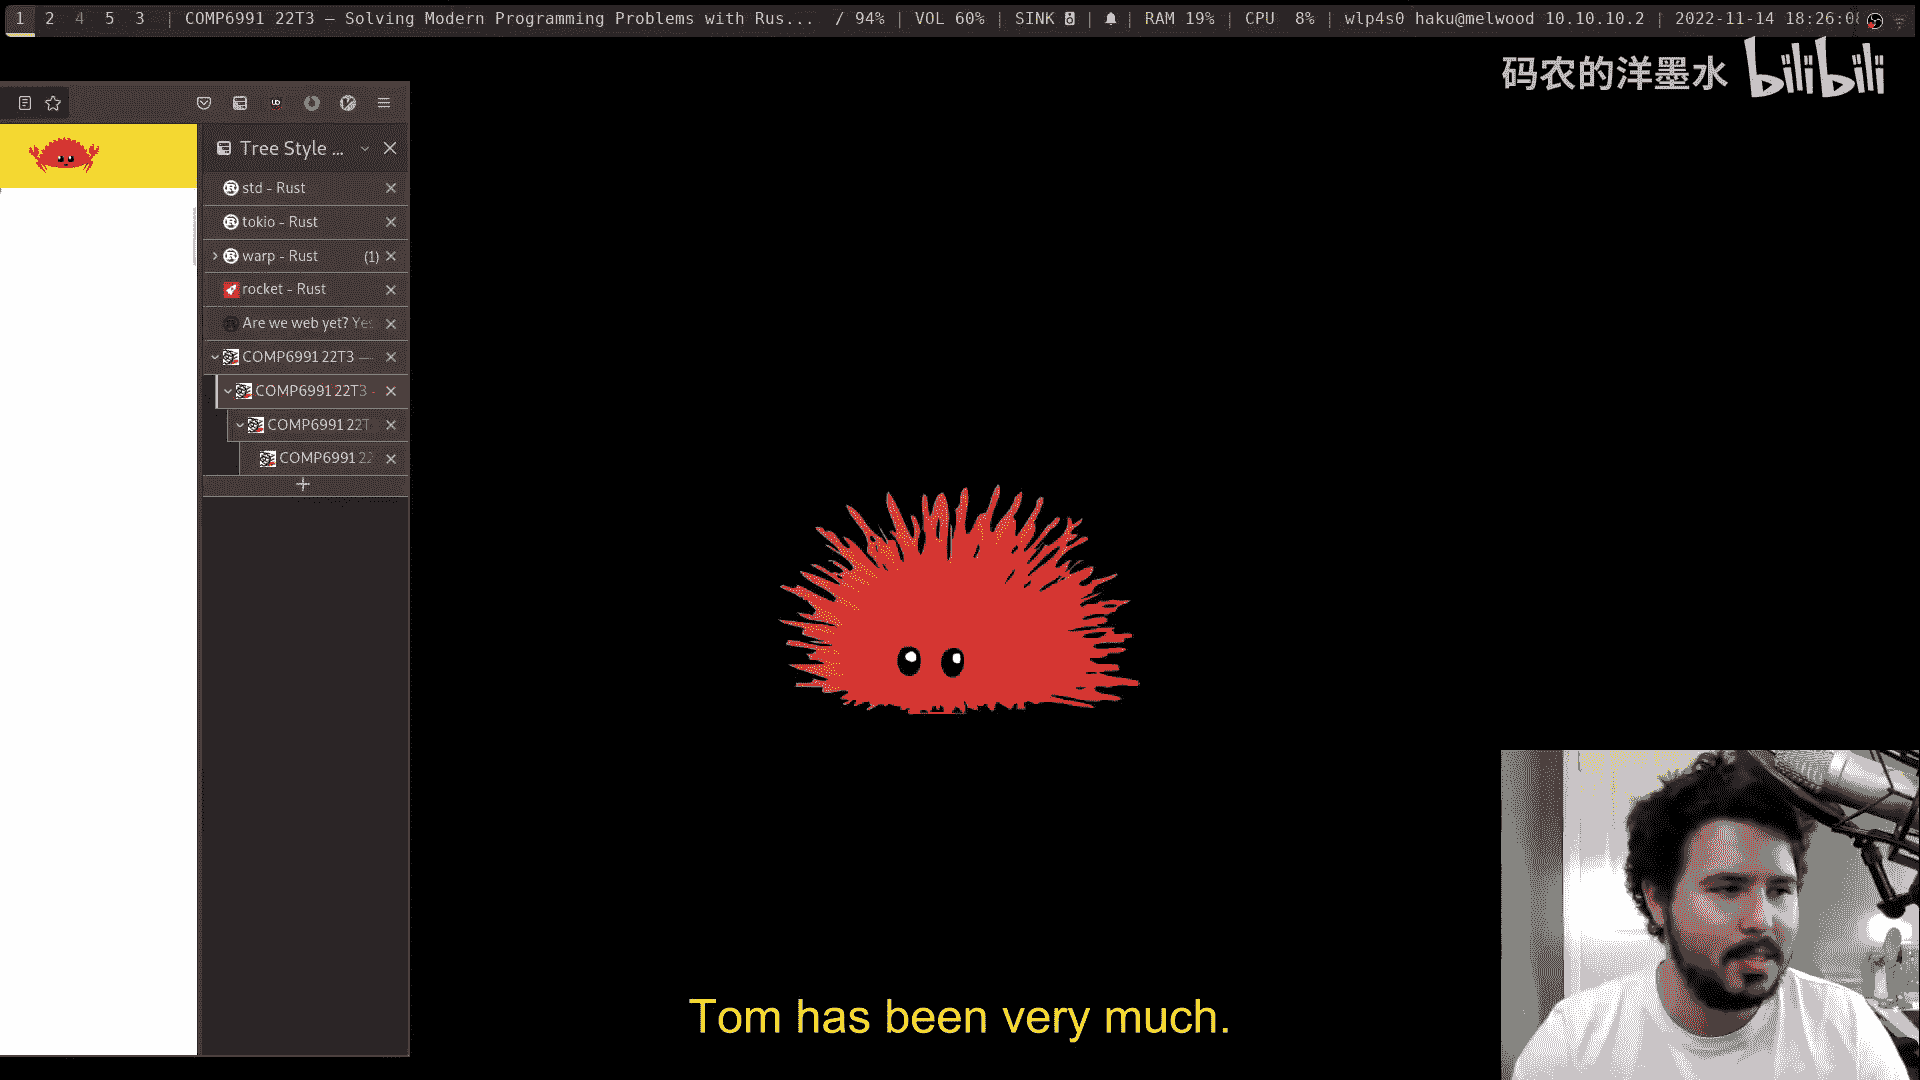 1 2 4 5 3 | COMP6991 22T3 — Solving Modern Programming Problems with Rus... / 94% | VOL 60% | SINK | | RAM 19% | CPU 8% | wlp4s0 haku@melwood 10.10.10.2 | 2022-11-14 18:26:08
码农的洋墨水 bilibili
Tree Style ...
std - Rust
tokio - Rust
warp - Rust (1)
rocket - Rust
Are we web yet? Yes
COMP6991 22T3 —
COMP6991 22T3 -
COMP6991 22T
COMP6991 22
Tom has been very much.